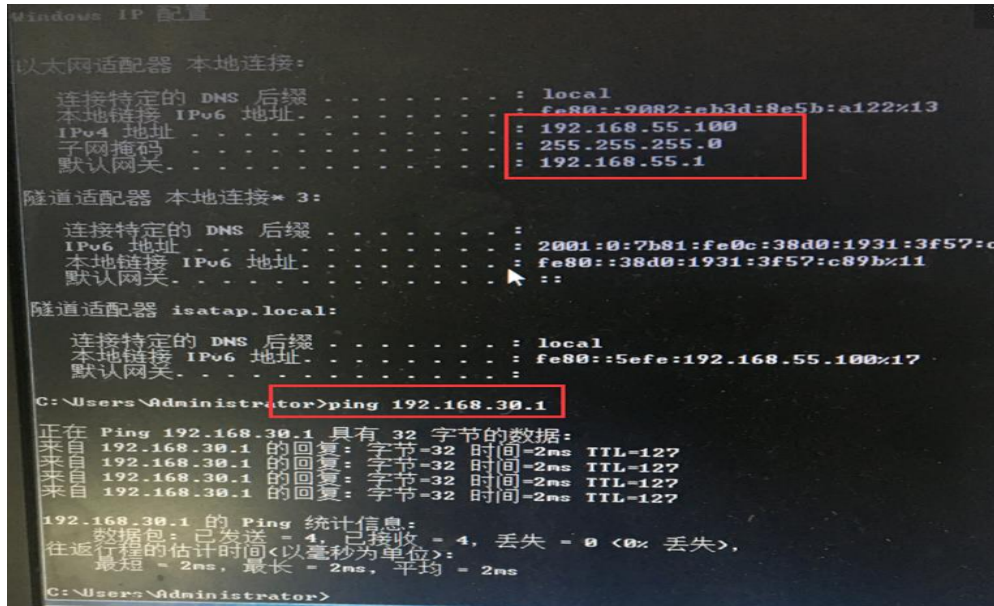 Windows IP 配置
以太网适配器 本地连接:
连接特定的 DNS 后缀 . . . . . . . : local
本地链接 IPv6 地址. . . . . . . . : fe80::9082:eb3d:8e5b:a122%13
IPv4 地址 . . . . . . . . . . . . : 192.168.55.100
子网掩码 . . . . . . . . . . . . : 255.255.255.0
默认网关. . . . . . . . . . . . . : 192.168.55.1
隧道适配器 本地连接* 3:
连接特定的 DNS 后缀 . . . . . . . :
IPv6 地址 . . . . . . . . . . . . : 2001:0:7b81:fe0c:38d0:1931:3f57:c
本地链接 IPv6 地址. . . . . . . . : fe80::38d0:1931:3f57:c89b%11
默认网关. . . . . . . . . . . . . : ::
隧道适配器 isatap.local:
连接特定的 DNS 后缀 . . . . . . . : local
本地链接 IPv6 地址. . . . . . . . : fe80::5efe:192.168.55.100%17
默认网关. . . . . . . . . . . . . :
C:\Users\Administrator>ping 192.168.30.1
正在 Ping 192.168.30.1 具有 32 字节的数据:
来自 192.168.30.1 的回复: 字节=32 时间=2ms TTL=127
来自 192.168.30.1 的回复: 字节=32 时间=2ms TTL=127
来自 192.168.30.1 的回复: 字节=32 时间=2ms TTL=127
来自 192.168.30.1 的回复: 字节=32 时间=2ms TTL=127
192.168.30.1 的 Ping 统计信息:
数据包: 已发送 = 4, 已接收 = 4, 丢失 = 0 (0% 丢失),
往返行程的估计时间(以毫秒为单位):
最短 = 2ms, 最长 = 2ms, 平均 = 2ms
C:\Users\Administrator>